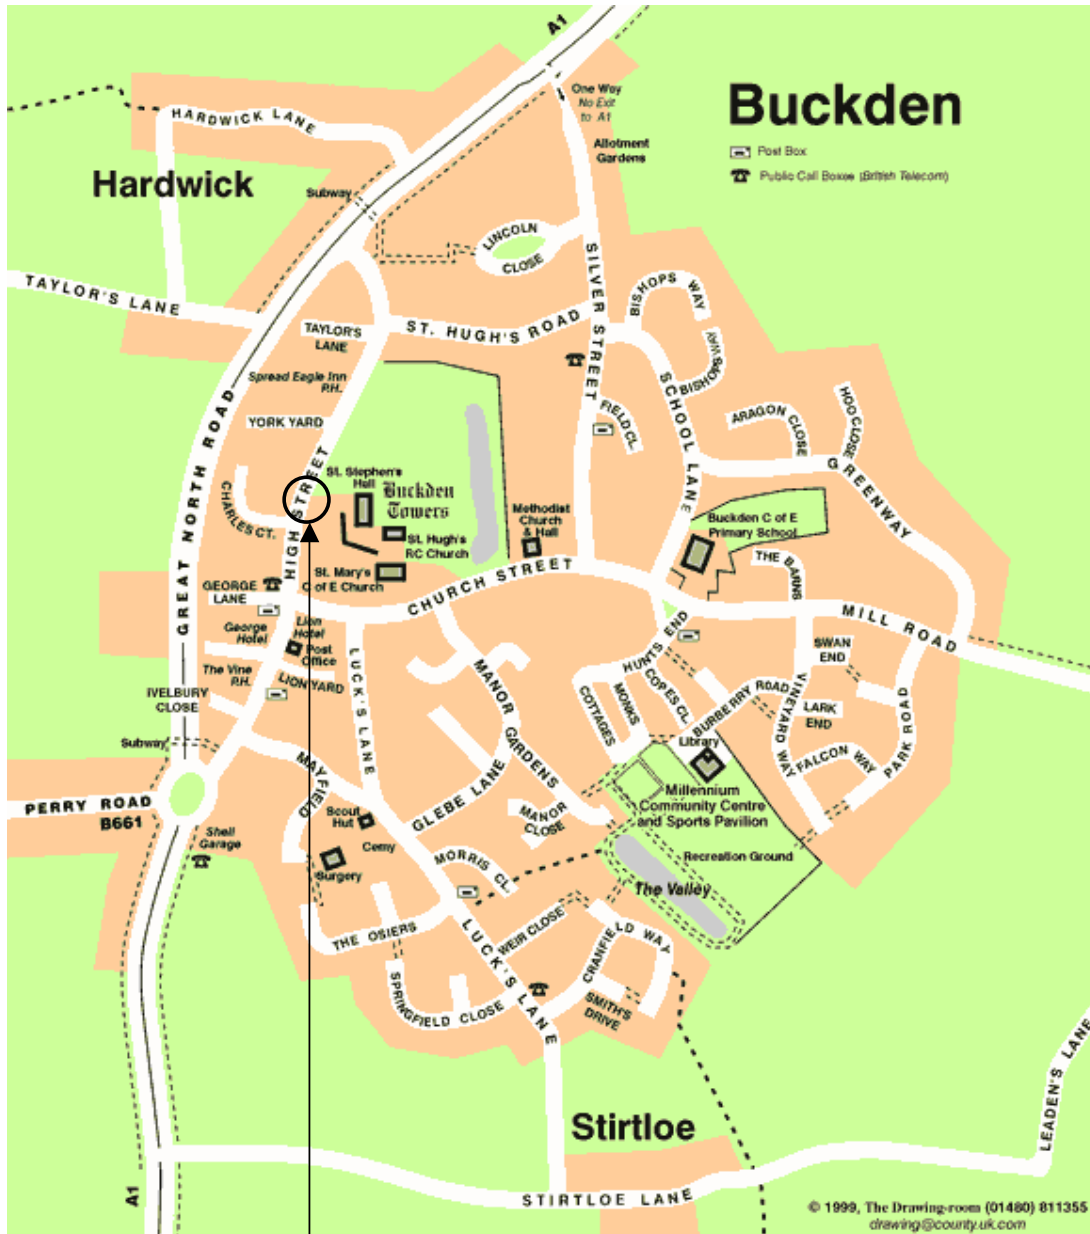 A1
Buckden
One Way
No Exit
to A1
Post Box
Public Call Boxes (British Telecom)
HARDWICK LANE
Allotment
Gardens
Hardwick
Subway
LINCOLN
CLOSE
SILVER STREET
BISHOPS WAY
BISHOPS WAY
TAYLOR'S LANE
TAYLOR'S
LANE
ST. HUGH'S ROAD
SCHOOL LANE
Spread Eagle Inn
P.H.
YORK YARD
FIELD CL.
ARAGON CLOSE
HOO CLOSE
GREENWAY
GREAT NORTH ROAD
HIGH STREET
CHARLES CT.
St. Stephen's
Hall
Buckden
Towers
St. Hugh's
RC Church
St. Mary's
C of E Church
Methodist
Church
& Hall
Buckden C of E
Primary School
THE BARNS
GEORGE
LANE
CHURCH STREET
MILL ROAD
George
Hotel
Lion
Hotel
Post
Office
The Vine
P.H.
LION YARD
IVELBURY
CLOSE
LUCK'S LANE
MANOR GARDENS
HUNTS END
COPES CL.
MONKS
COTTAGES
BURBERRY ROAD
SWAN
END
LARK
END
VINEYARD WAY
FALCON WAY
PARK ROAD
Subway
MAYFIELD
GLEBE LANE
Library
Millennium
Community Centre
and Sports Pavilion
PERRY ROAD
B661
Shell
Garage
Scout
Hut
Cemy
Surgery
MANOR
CLOSE
MORRIS CL.
Recreation Ground
The Valley
THE OSIERS
LUCK'S LANE
WEIR CLOSE
CRANFIELD WAY
SPRINGFIELD CLOSE
SMITH'S
DRIVE
LEADEN'S LANE
Stirtloe
A1
STIRTLOE LANE
© 1999, The Drawing-room (01480) 811355
drawing@county.uk.com